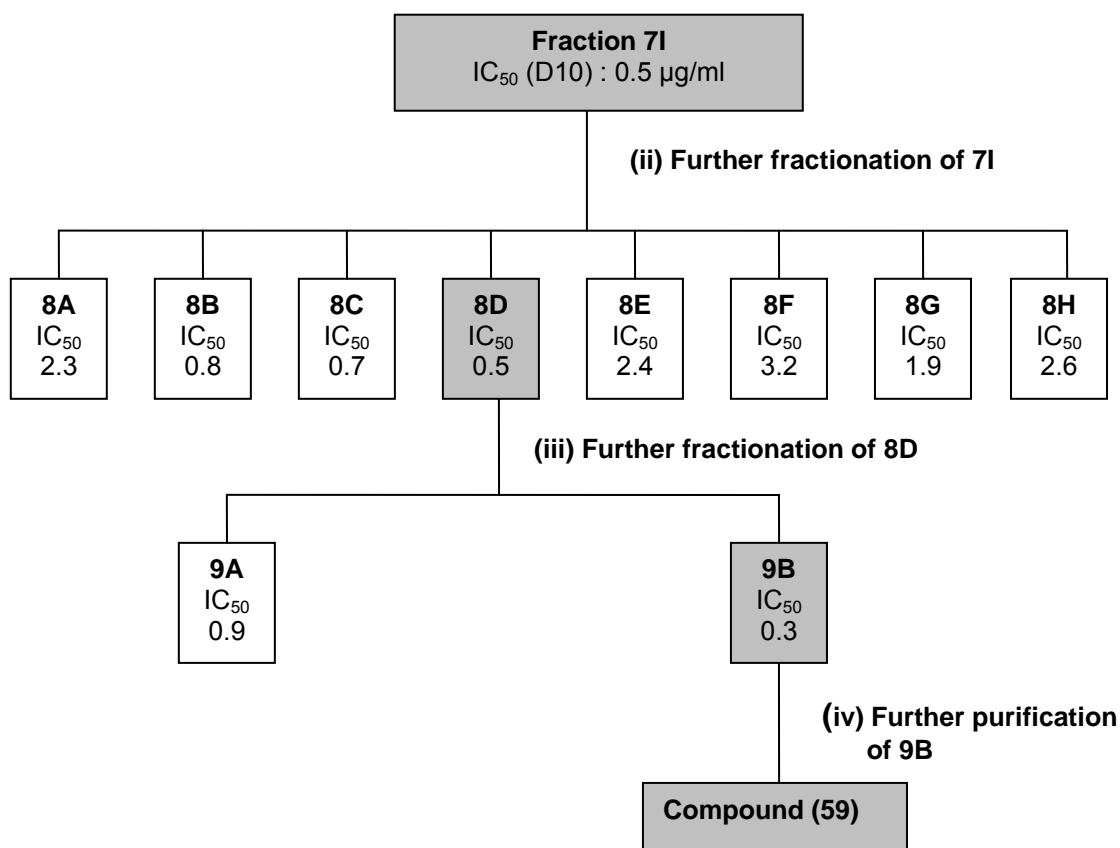 Fraction 7I
IC50 (D10) : 0.5 µg/ml
(ii) Further fractionation of 7I
8A
IC50
2.3
8B
IC50
0.8
8C
IC50
0.7
8D
IC50
0.5
8E
IC50
2.4
8F
IC50
3.2
8G
IC50
1.9
8H
IC50
2.6
(iii) Further fractionation of 8D
9A
IC50
0.9
9B
IC50
0.3
(iv) Further purification
of 9B
Compound (59)